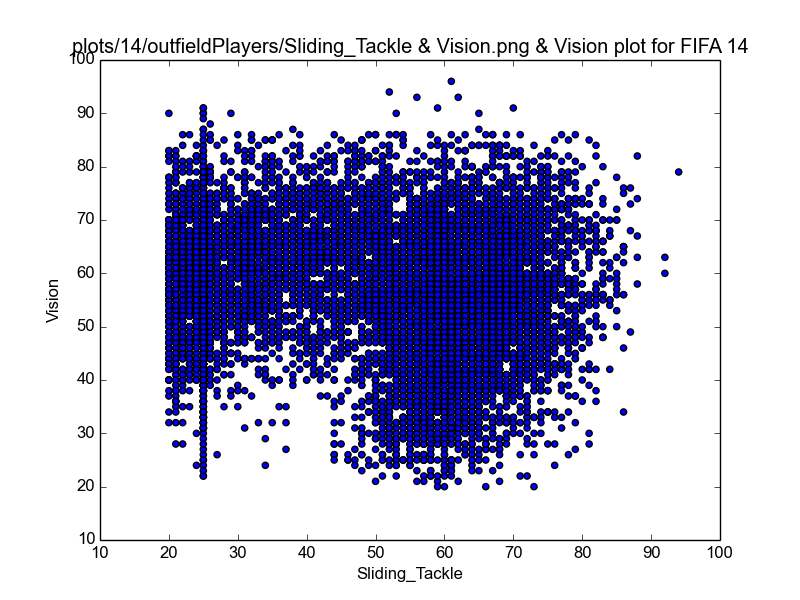 plots/14/outfieldPlayers/Sliding_Tackle & Vision.png & Vision plot for FIFA 14
100
90
80
70
60
50
40
30
20
10
Vision
10 20 30 40 50 60 70 80 90 100
Sliding_Tackle